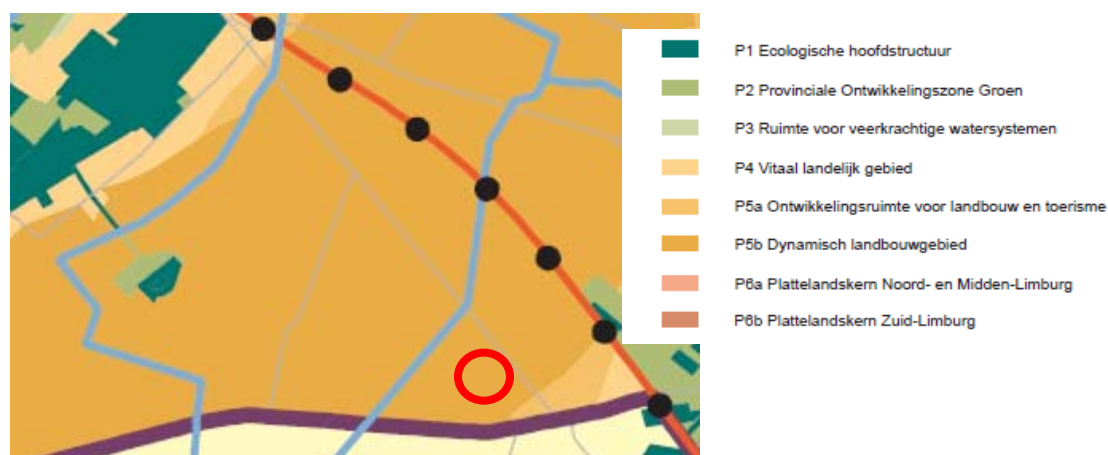 P1 Ecologische hoofdstructuur
P2 Provinciale Ontwikkelingszone Groen
P3 Ruimte voor veerkrachtige watersystemen
P4 Vitaal landelijk gebied
P5a Ontwikkelingsruimte voor landbouw en toerisme
P5b Dynamisch landbouwgebied
P6a Plattelandskern Noord- en Midden-Limburg
P6b Plattelandskern Zuid-Limburg